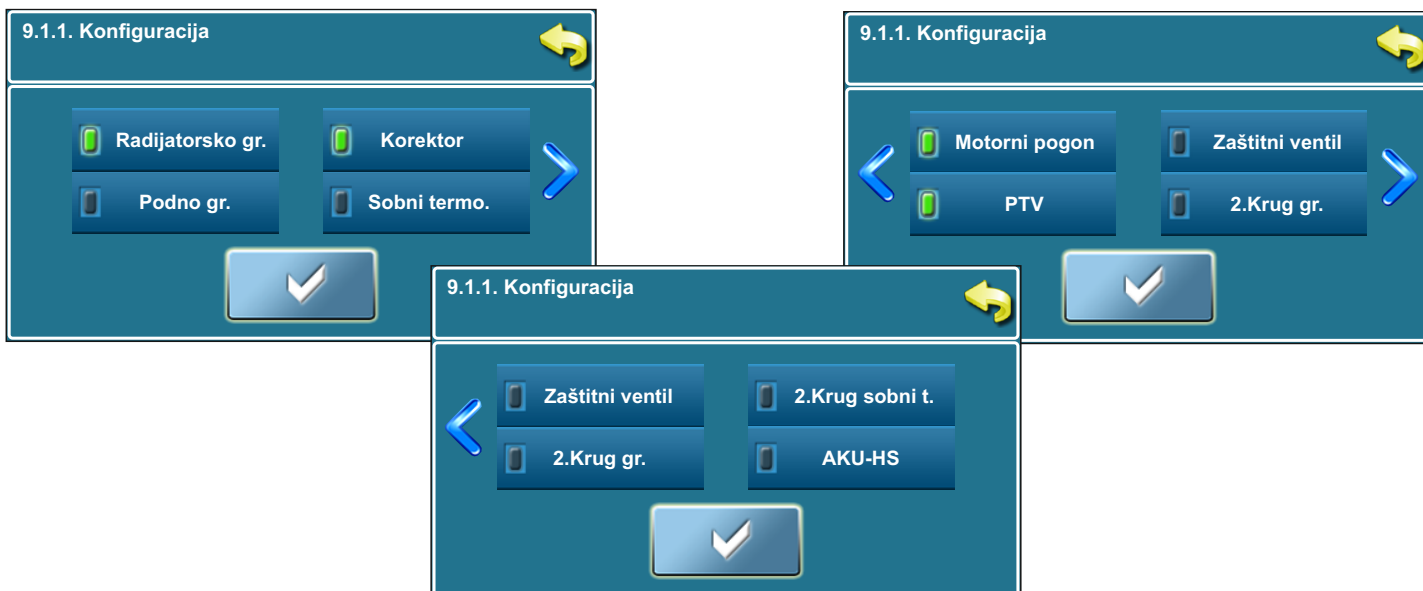 9.1.1. Konfiguracija
Radijatorsko gr.
Korektor
Podno gr.
Sobni termo.
9.1.1. Konfiguracija
Motorni pogon
Zaštitni ventil
PTV
2.Krug gr.
9.1.1. Konfiguracija
Zaštitni ventil
2.Krug sobni t.
2.Krug gr.
AKU-HS